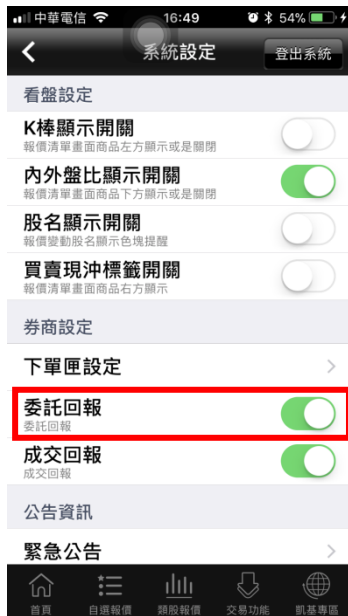 中華電信 16:49 54%
系統設定
登出系統
看盤設定
K棒顯示開關
報價清單畫面商品左方顯示或是關閉
內外盤比顯示開關
報價清單畫面商品下方顯示或是關閉
股名顯示開關
報價變動股名顯示色塊提醒
買賣現沖標籤開關
報價清單畫面商品右方顯示
券商設定
下單匣設定
委託回報
委託回報
成交回報
成交回報
公告資訊
緊急公告
首頁 自選報價 類股報價 交易功能 凱基專區